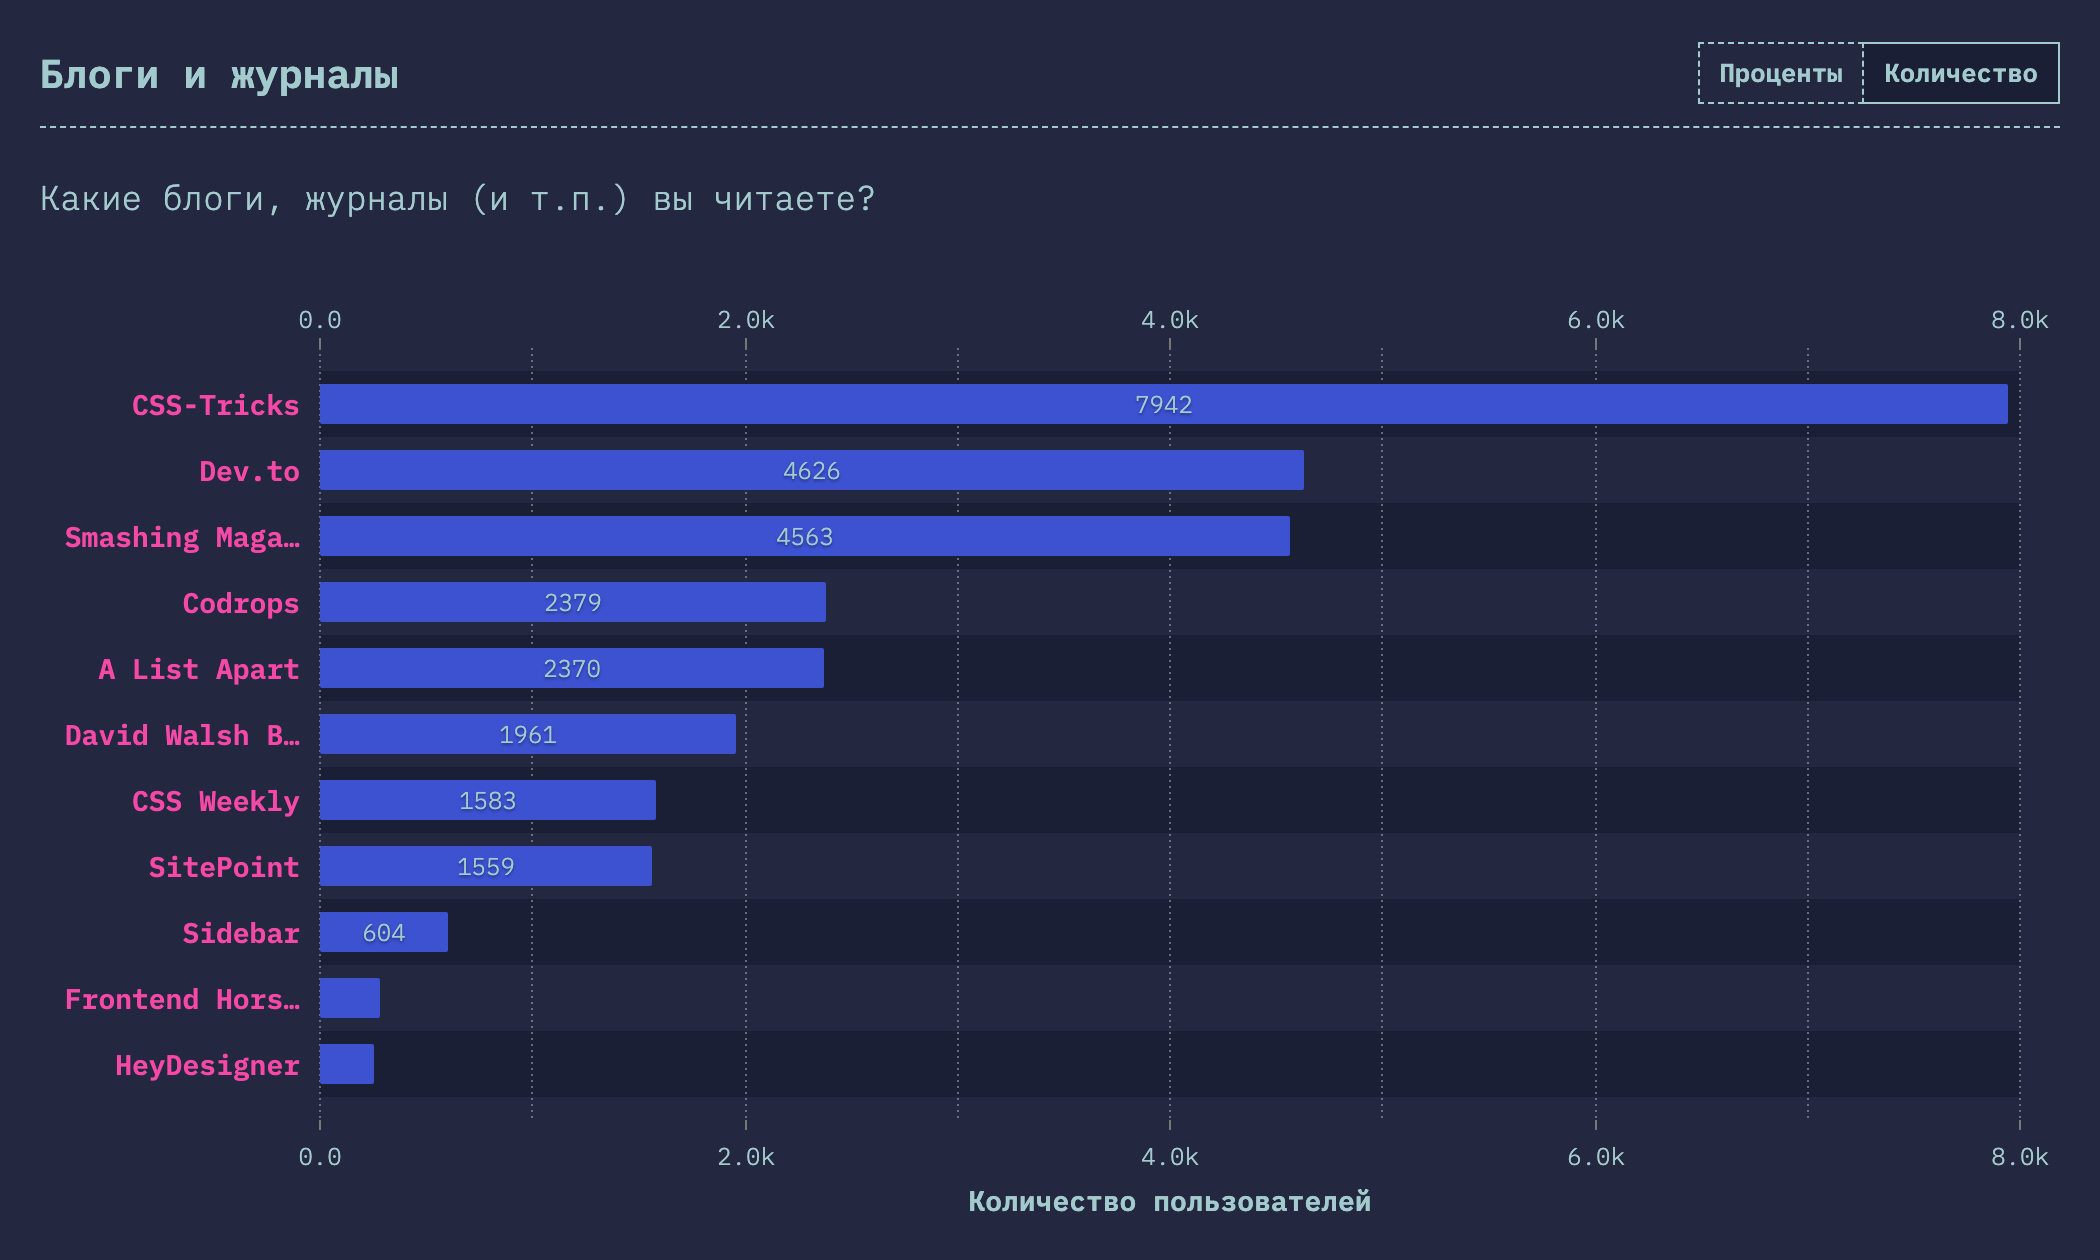 Блоги и журналы
Проценты Количество
Какие блоги, журналы (и т.п.) вы читаете?
0.0 2.0k 4.0k 6.0k 8.0k
CSS-Tricks 7942
Dev.to 4626
Smashing Maga… 4563
Codrops 2379
A List Apart 2370
David Walsh B… 1961
CSS Weekly 1583
SitePoint 1559
Sidebar 604
Frontend Hors…
HeyDesigner
0.0 2.0k 4.0k 6.0k 8.0k
Количество пользователей